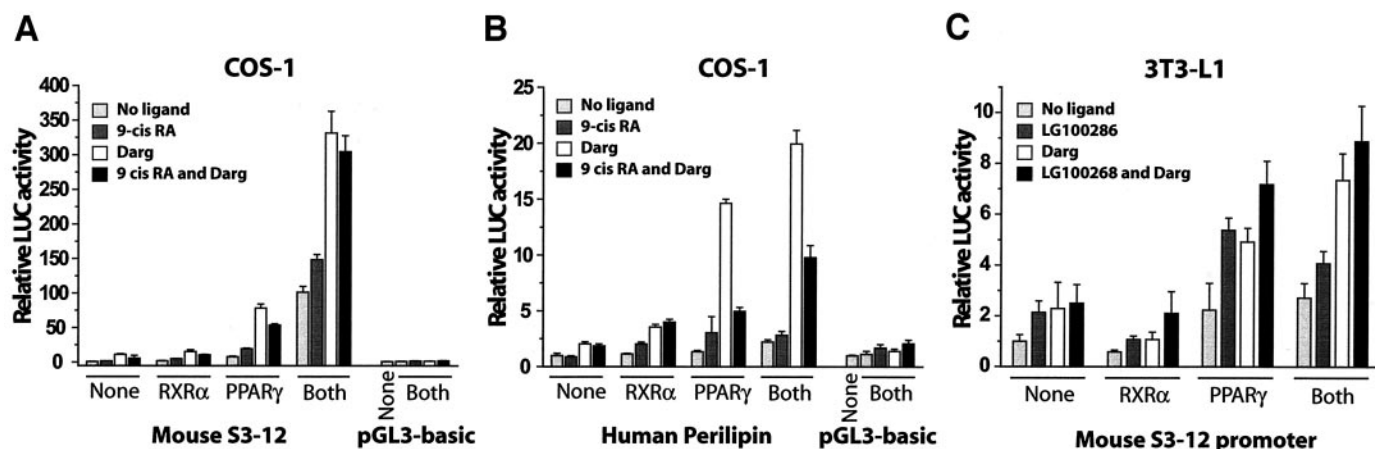 A
COS-1
Relative LUC activity
400
350
300
250
200
150
100
50
0
No ligand
9-cis RA
Darg
9 cis RA and Darg
None
RXRα
PPARγ
Both
None
Both
Mouse S3-12
pGL3-basic
B
COS-1
Relative LUC activity
25
20
15
10
5
0
No ligand
9-cis RA
Darg
9 cis RA and Darg
None
RXRα
PPARγ
Both
None
Both
Human Perilipin
pGL3-basic
C
3T3-L1
Relative LUC activity
10
8
6
4
2
0
No ligand
LG100286
Darg
LG100268 and Darg
None
RXRα
PPARγ
Both
Mouse S3-12 promoter